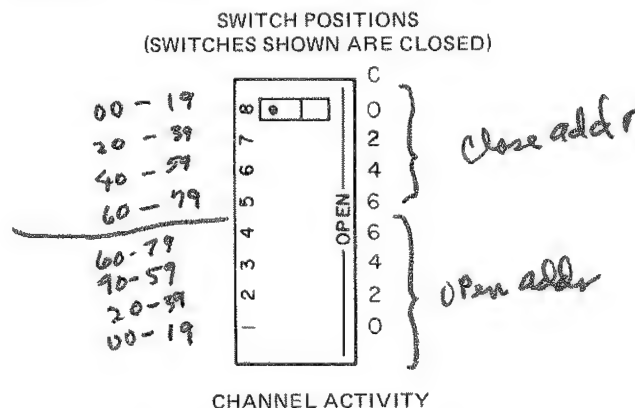 SWITCH POSITIONS
(SWITCHES SHOWN ARE CLOSED)
C
00 - 19 8 0
20 - 39 7 2
40 - 59 6 4
60 - 79 5 6
60-79 4 6
40-59 3 4
20-39 2 2
00-19 1 0
OPEN
Close addr
OPen addr
CHANNEL ACTIVITY